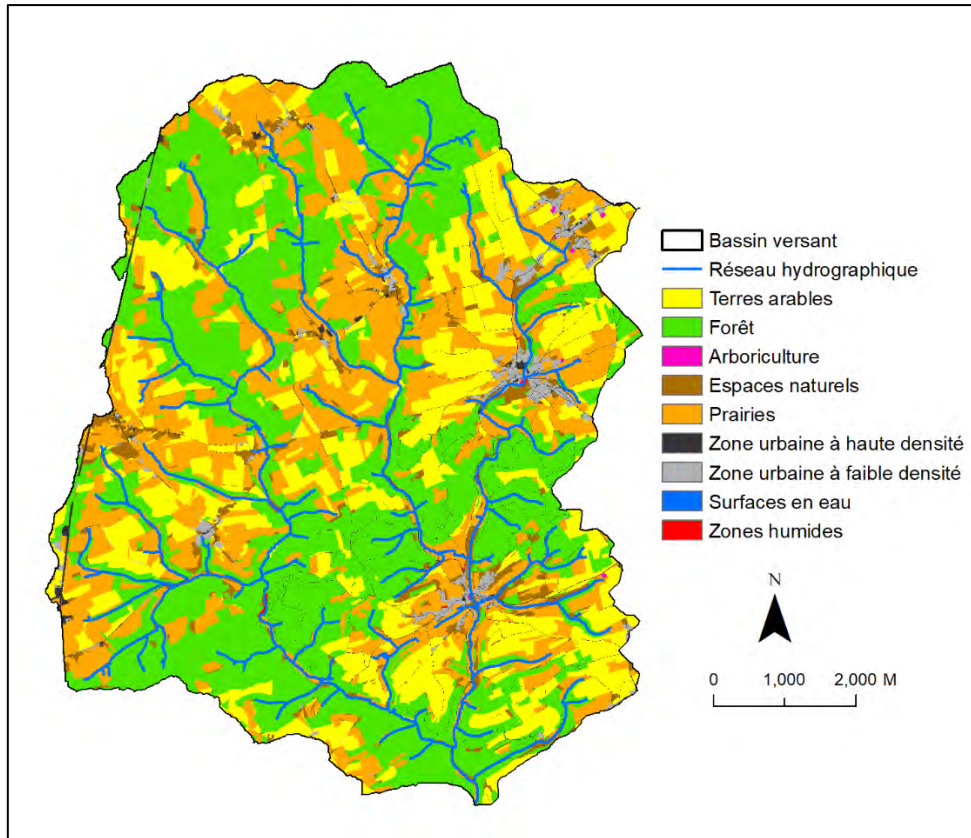 Bassin versant
Réseau hydrographique
Terres arables
Forêt
Arboriculture
Espaces naturels
Prairies
Zone urbaine à haute densité
Zone urbaine à faible densité
Surfaces en eau
Zones humides
N
0 1,000 2,000 M